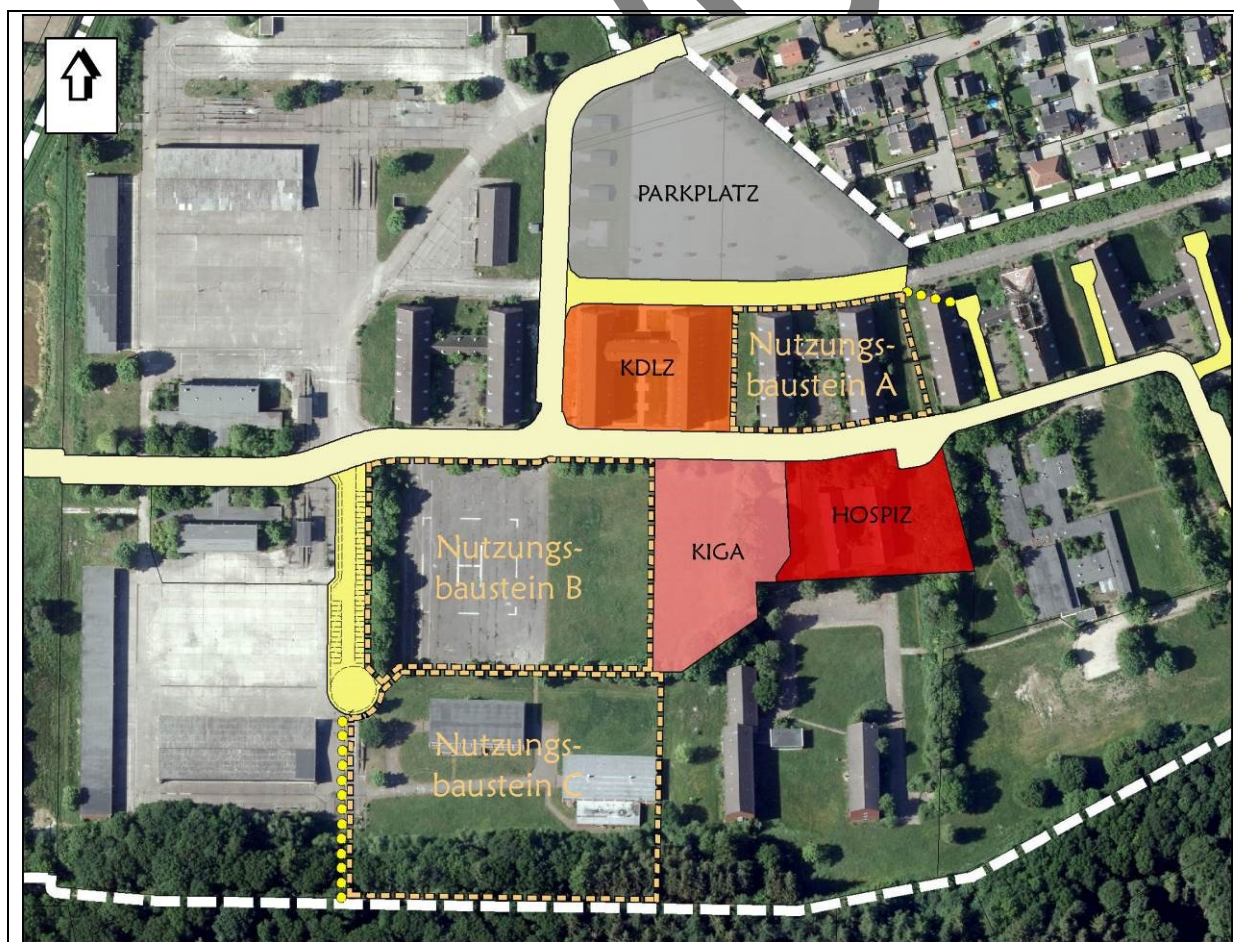 PARKPLATZ
KDLZ
Nutzungs-
baustein A
HOSPIZ
KIGA
Nutzungs-
baustein B
Nutzungs-
baustein C